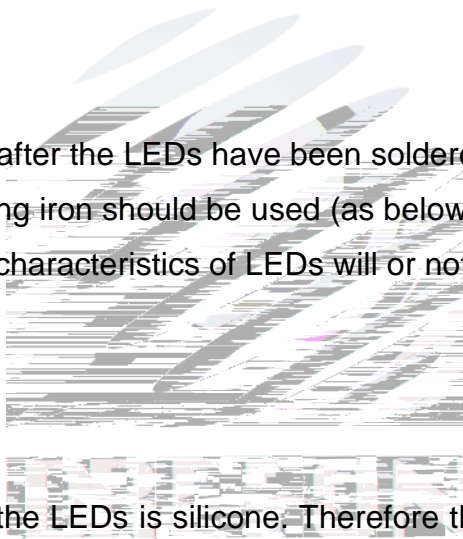 after the LEDs have been soldere
ng iron should be used (as below
characteristics of LEDs will or not
the LEDs is silicone. Therefore th